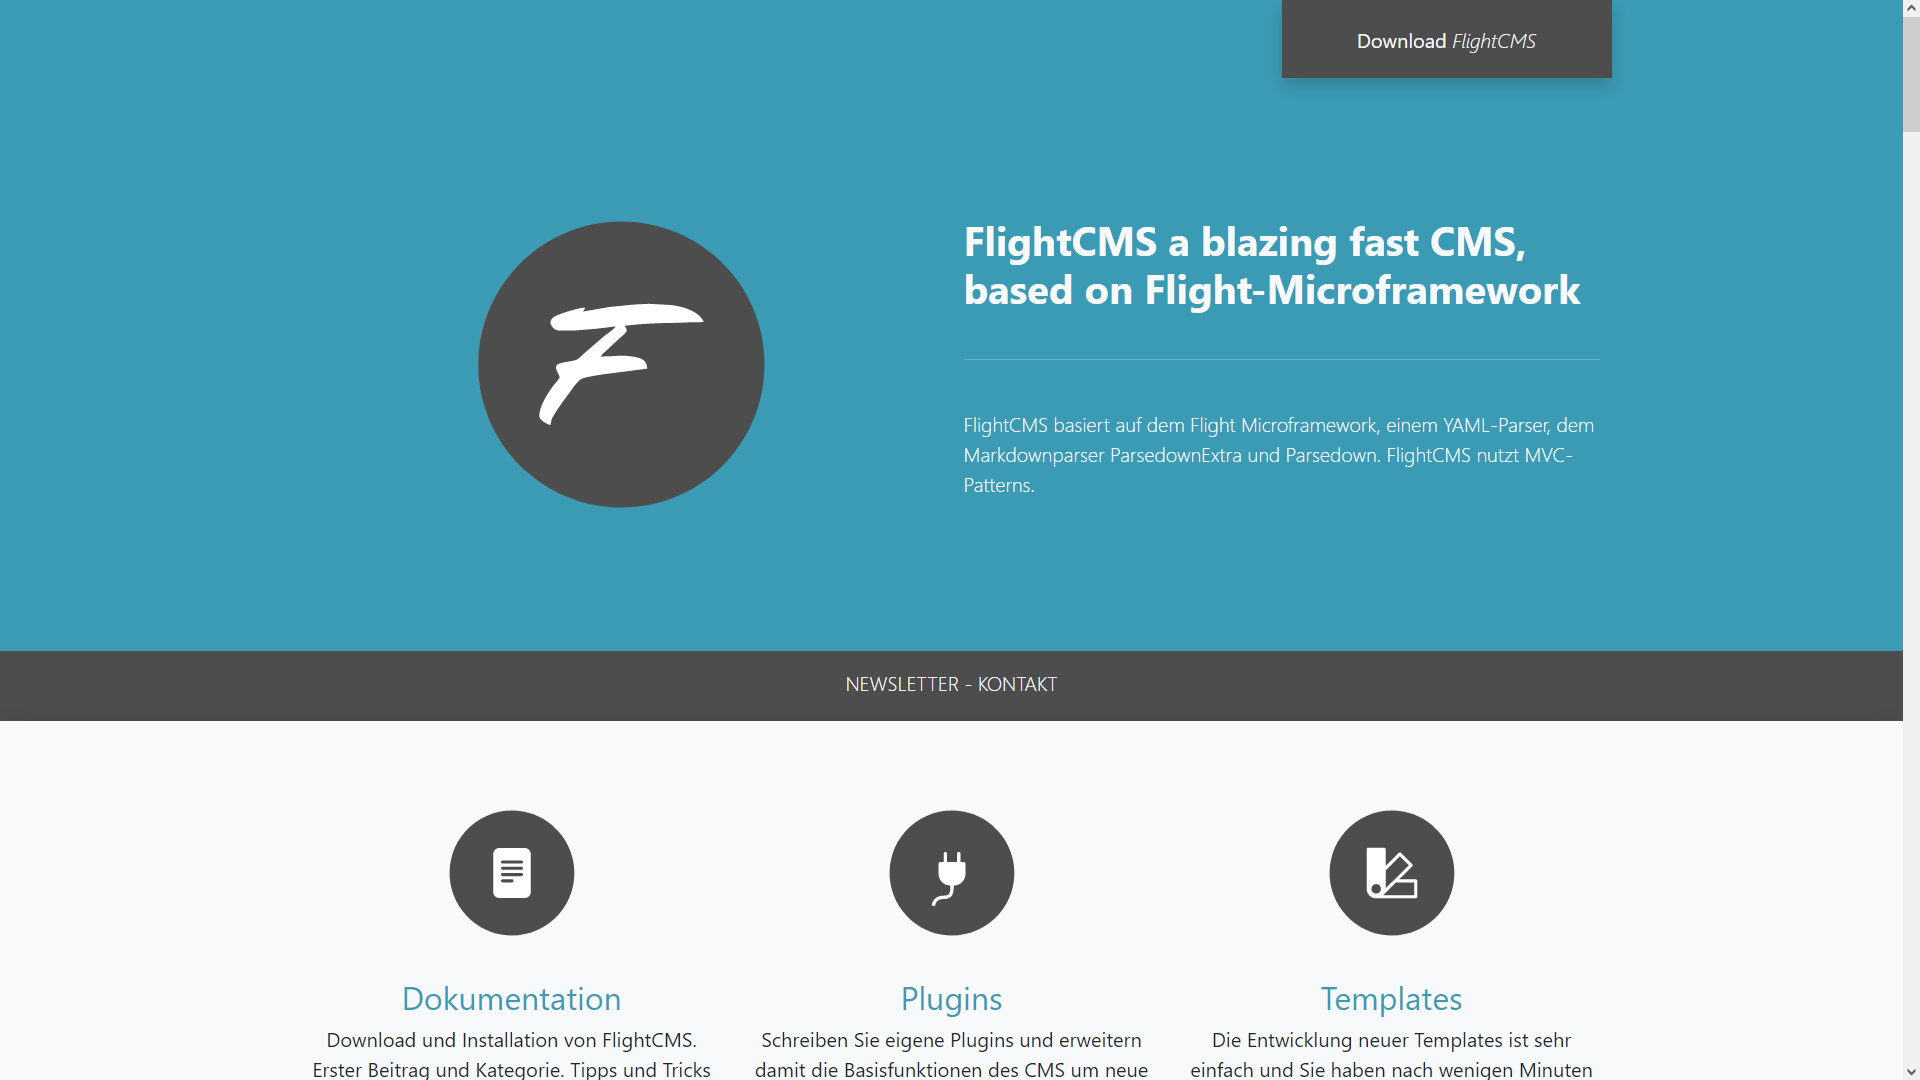 Download FlightCMS
FlightCMS a blazing fast CMS,
based on Flight-Microframework
FlightCMS basiert auf dem Flight Microframework, einem YAML-Parser, dem
Markdownparser ParsedownExtra und Parsedown. FlightCMS nutzt MVC-
Patterns.
NEWSLETTER - KONTAKT
Dokumentation
Download und Installation von FlightCMS.
Erster Beitrag und Kategorie. Tipps und Tricks
Plugins
Schreiben Sie eigene Plugins und erweitern
damit die Basisfunktionen des CMS um neue
Templates
Die Entwicklung neuer Templates ist sehr
einfach und Sie haben nach wenigen Minuten